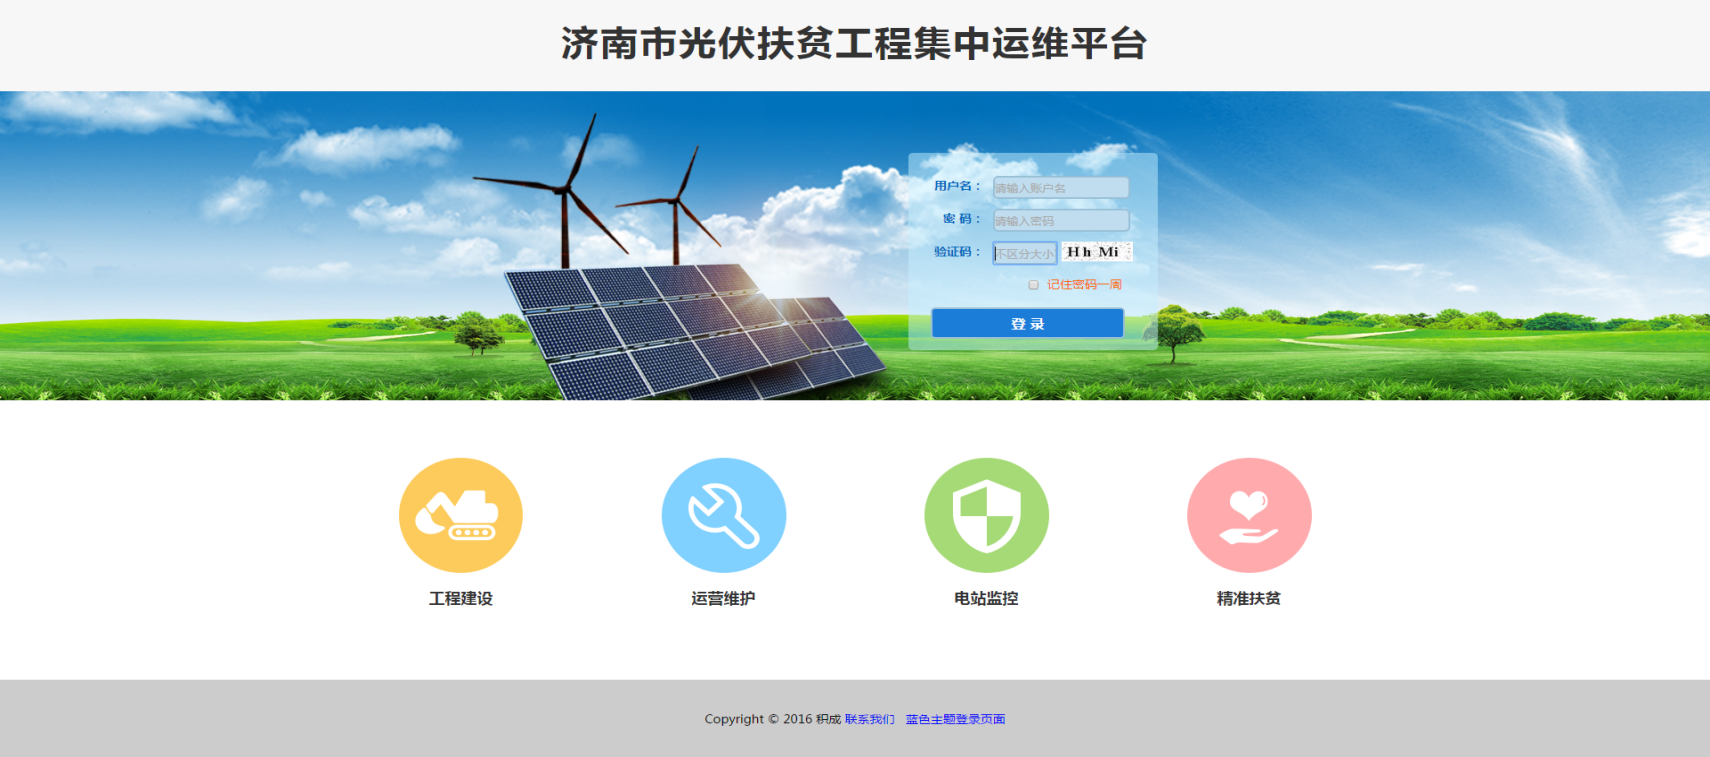 济南市光伏扶贫工程集中运维平台
用户名： 请输入账户名
密 码： 请输入密码
验证码： 不区分大小 H h Mi
记住密码一周
登 录
工程建设 运营维护 电站监控 精准扶贫
Copyright © 2016 积成 联系我们 蓝色主题登录页面